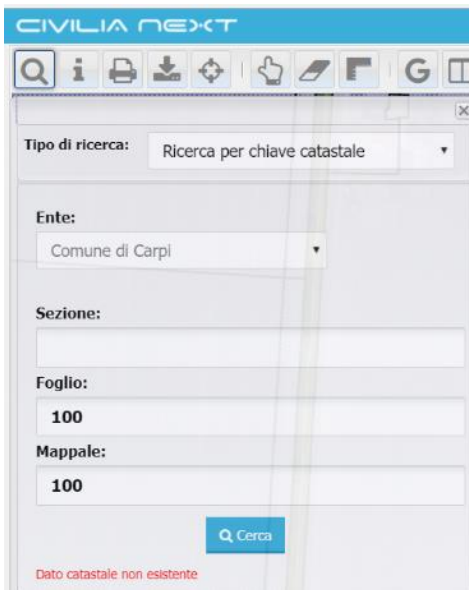 CIVILIA NEXT
i G
Tipo di ricerca: Ricerca per chiave catastale
Ente:
Comune di Carpi
Sezione:
Foglio:
100
Mappale:
100
Cerca
Dato catastale non esistente